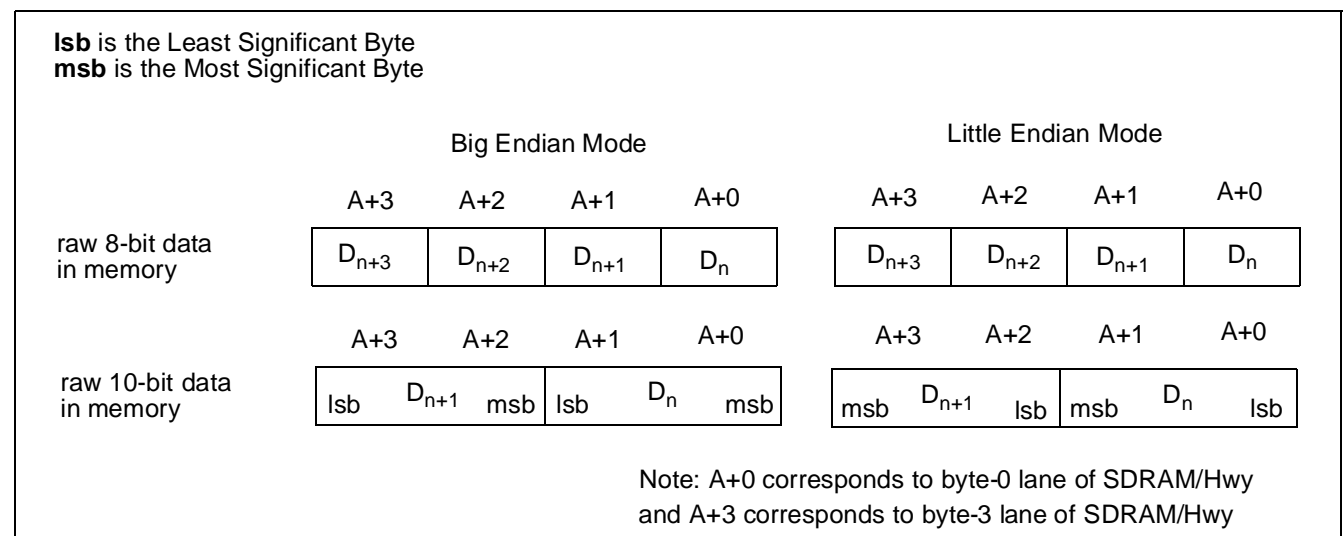 lsb is the Least Significant Byte
msb is the Most Significant Byte
Big Endian Mode Little Endian Mode
A+3 A+2 A+1 A+0 A+3 A+2 A+1 A+0
raw 8-bit data
in memory
Dn+3 Dn+2 Dn+1 Dn Dn+3 Dn+2 Dn+1 Dn
A+3 A+2 A+1 A+0 A+3 A+2 A+1 A+0
raw 10-bit data
in memory
lsb Dn+1 msb lsb Dn msb msb Dn+1 lsb msb Dn lsb
Note: A+0 corresponds to byte-0 lane of SDRAM/Hwy
and A+3 corresponds to byte-3 lane of SDRAM/Hwy